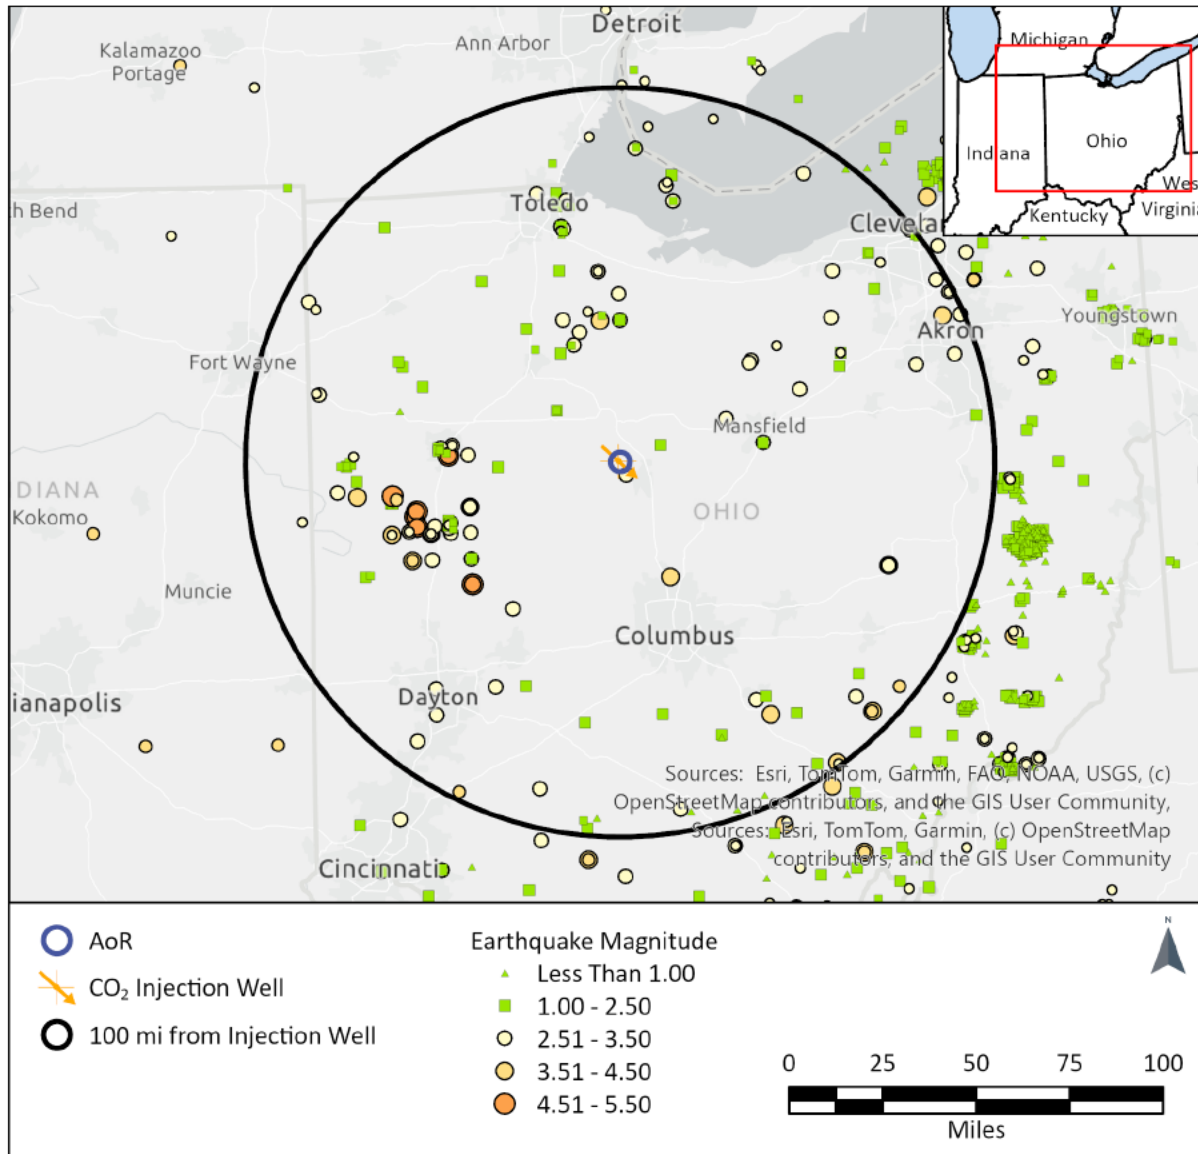 Detroit
Ann Arbor
Kalamazoo
Portage
Michigan
Indiana
Ohio
West
Virginia
Kentucky
th Bend
Toledo
Clevela
Youngstown
Akron
Fort Wayne
Mansfield
DIANA
Kokomo
OHIO
Muncie
Columbus
Dayton
ianapolis
Cincinnati
Sources: Esri, TomTom, Garmin, FAO, NOAA, USGS, (c)
OpenStreetMap contributors, and the GIS User Community,
Sources: Esri, TomTom, Garmin, (c) OpenStreetMap
contributors, and the GIS User Community
AoR
CO₂ Injection Well
100 mi from Injection Well
Earthquake Magnitude
Less Than 1.00
1.00 - 2.50
2.51 - 3.50
3.51 - 4.50
4.51 - 5.50
N
0 25 50 75 100
Miles